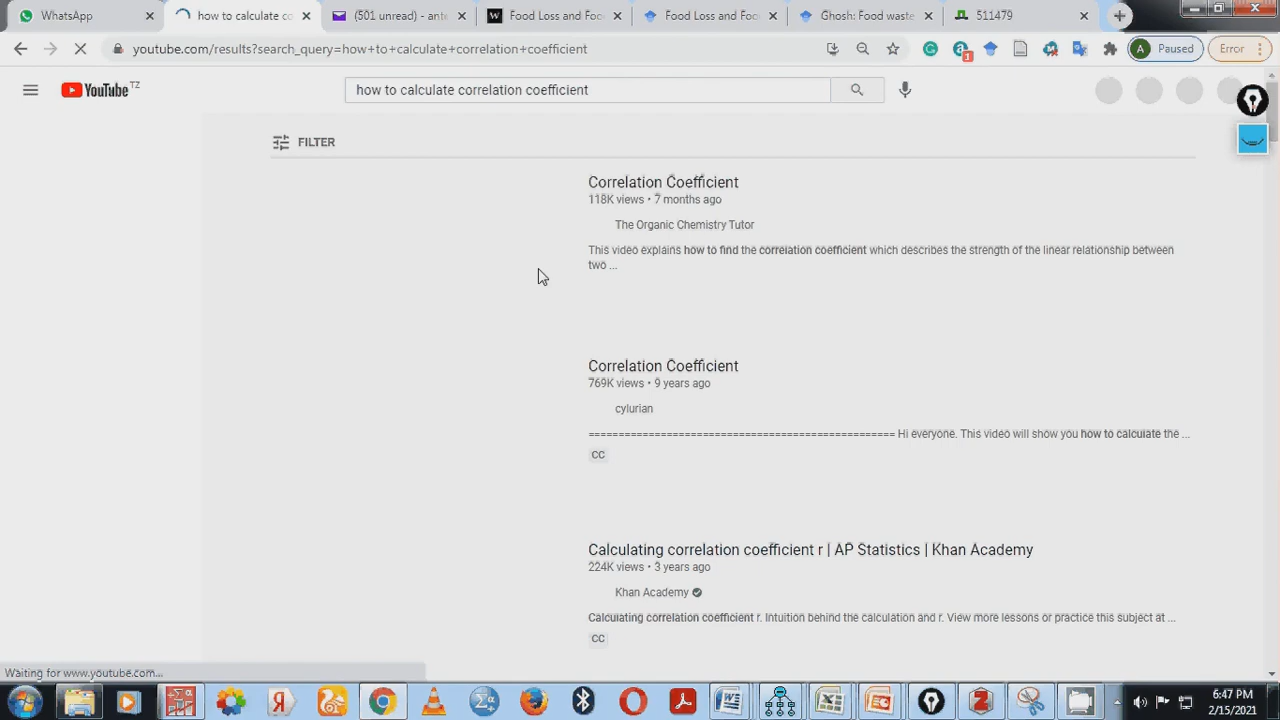 WhatsApp
how to calculate co
(501 unread) - ante
Food Loss and Foo
Food Loss and Foo
Ghosh: Food waste
511479
youtube.com/results?search_query=how+to+calculate+correlation+coefficient
1
A Paused
Error
YouTube TZ
how to calculate correlation coefficient
FILTER
Correlation Coefficient
118K views • 7 months ago
The Organic Chemistry Tutor
This video explains how to find the correlation coefficient which describes the strength of the linear relationship between
two ...
Correlation Coefficient
769K views • 9 years ago
cylurian
Hi everyone. This video will show you how to calculate the ...
CC
Calculating correlation coefficient r | AP Statistics | Khan Academy
224K views • 3 years ago
Khan Academy
Calculating correlation coefficient r. Intuition behind the calculation and r. View more lessons or practice this subject at ...
CC
Waiting for www.youtube.com...
6:47 PM
2/15/2021